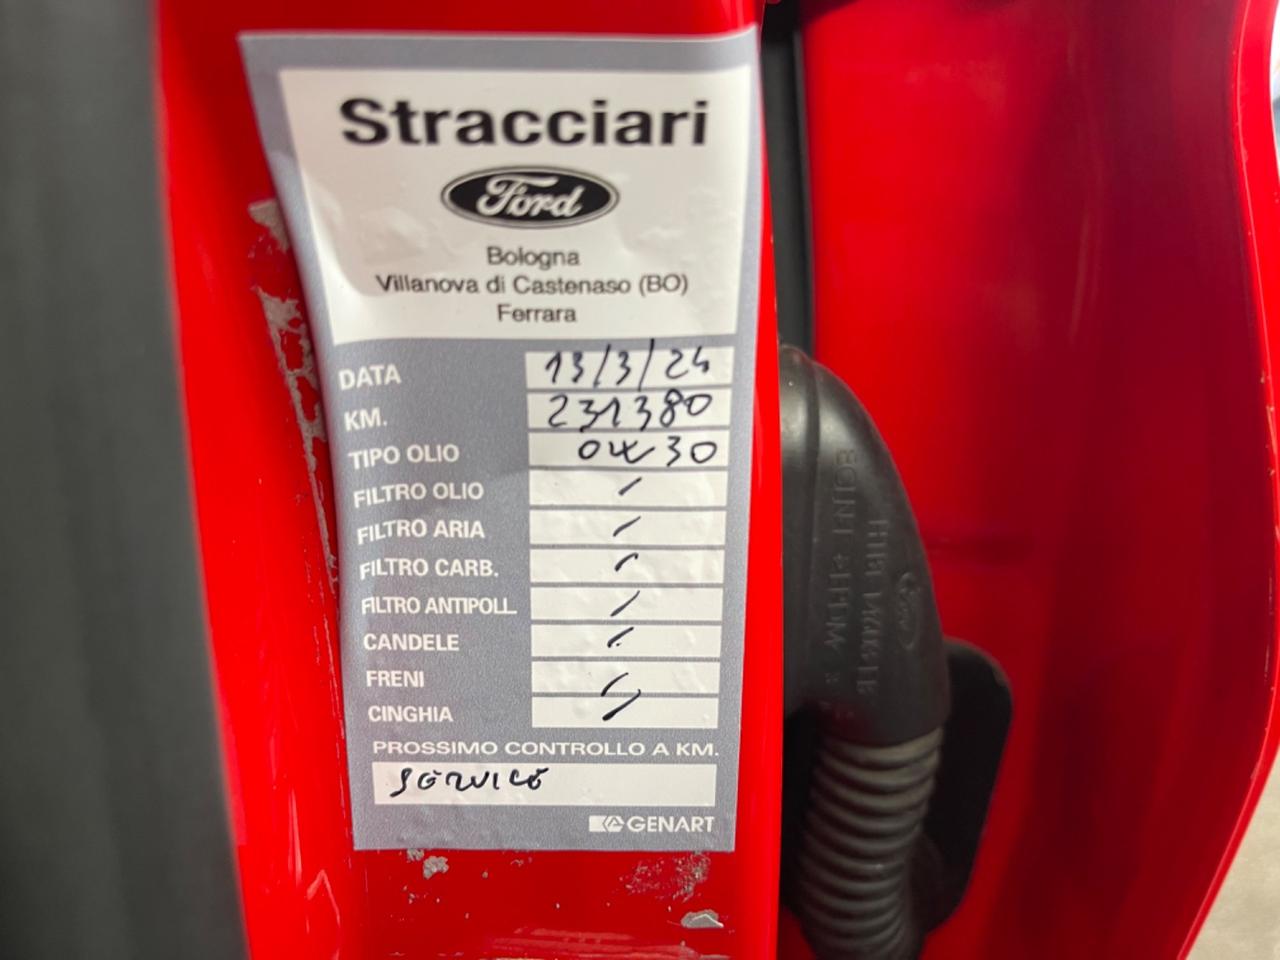 Stracciari
Ford
Bologna
Villanova di Castenaso (BO)
Ferrara
DATA 13/3/24
KM. 231380
TIPO OLIO 0W30
FILTRO OLIO /
FILTRO ARIA /
FILTRO CARB. /
FILTRO ANTIPOLL. /
CANDELE /
FRENI /
CINGHIA /
PROSSIMO CONTROLLO A KM.
SERVICE
GENART